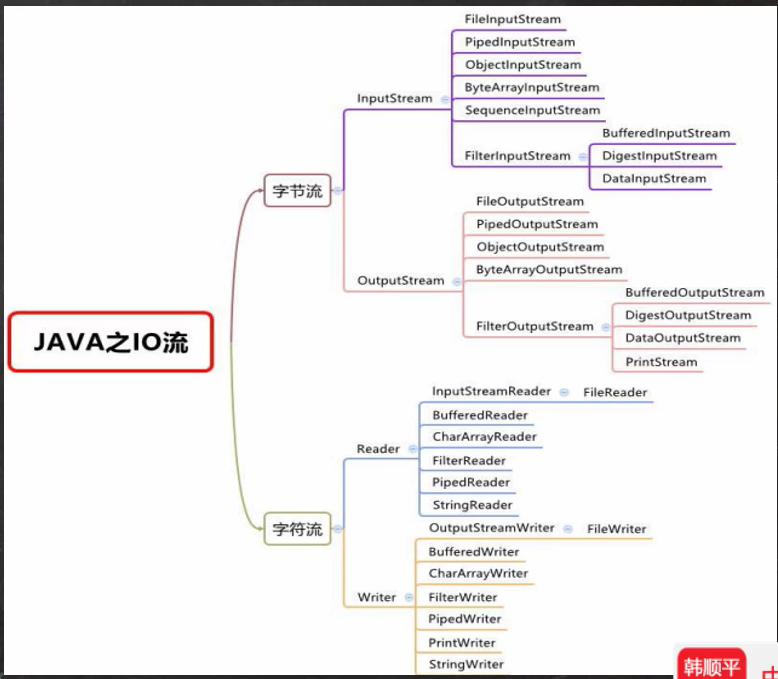 JAVA之IO流
字节流
InputStream
FileInputStream
PipedInputStream
ObjectInputStream
ByteArrayInputStream
SequenceInputStream
FilterInputStream
BufferedInputStream
DigestInputStream
DataInputStream
OutputStream
FileOutputStream
PipedOutputStream
ObjectOutputStream
ByteArrayOutputStream
FilterOutputStream
BufferedOutputStream
DigestOutputStream
DataOutputStream
PrintStream
字符流
Reader
InputStreamReader
FileReader
BufferedReader
CharArrayReader
FilterReader
PipedReader
StringReader
Writer
OutputStreamWriter
FileWriter
BufferedWriter
CharArrayWriter
FilterWriter
PipedWriter
PrintWriter
StringWriter
韩顺平